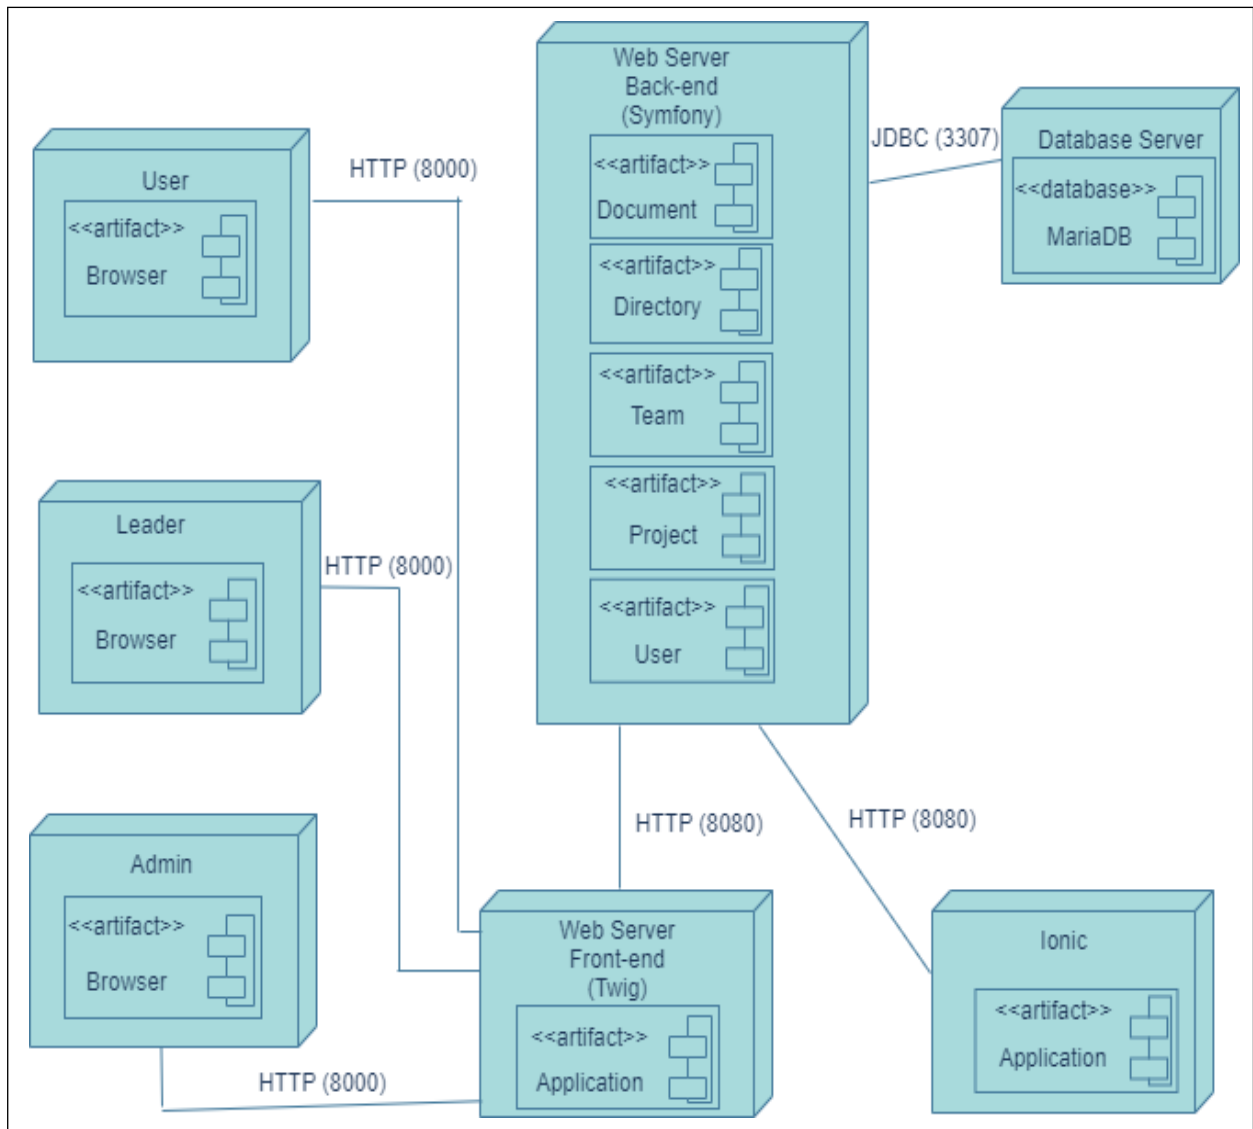 User
<<artifact>>
Browser
HTTP (8000)
Leader
<<artifact>>
Browser
HTTP (8000)
Admin
<<artifact>>
Browser
HTTP (8000)
Web Server
Back-end
(Symfony)
<<artifact>>
Document
<<artifact>>
Directory
<<artifact>>
Team
<<artifact>>
Project
<<artifact>>
User
JDBC (3307)
Database Server
<<database>>
MariaDB
HTTP (8080)
HTTP (8080)
Web Server
Front-end
(Twig)
<<artifact>>
Application
Ionic
<<artifact>>
Application